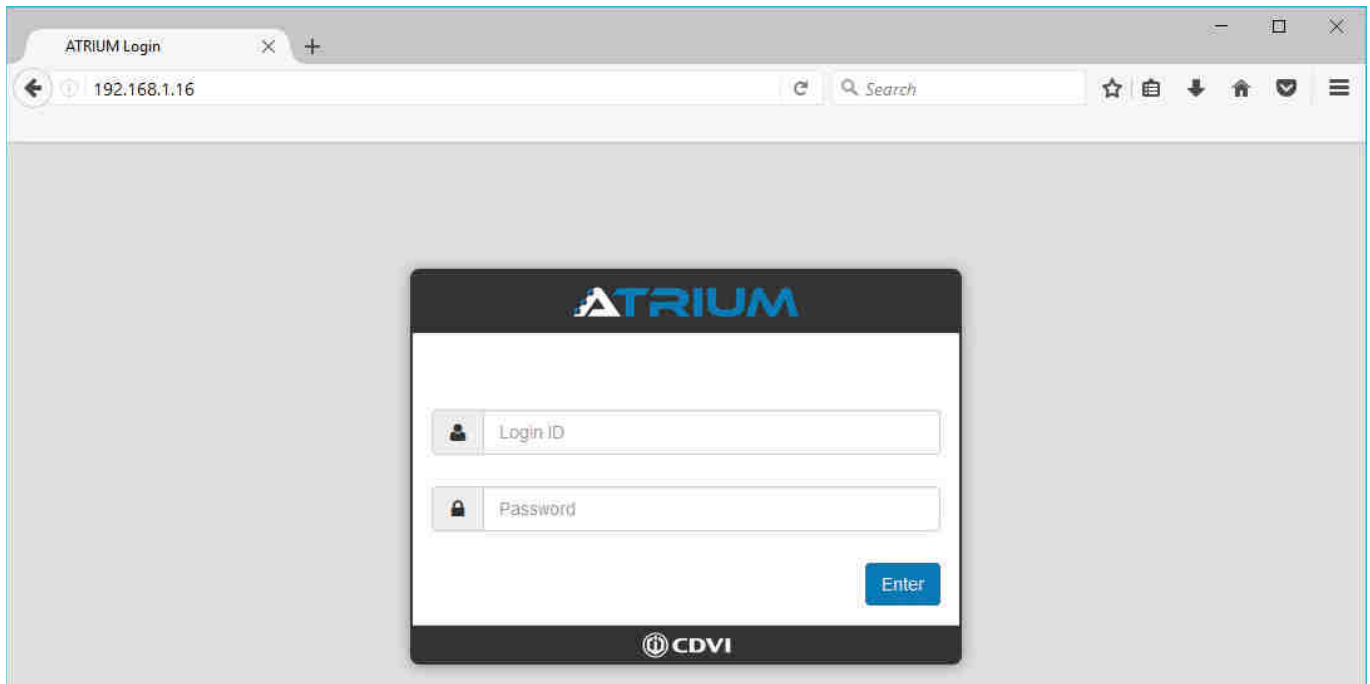 ATRIUM Login
192.168.1.16
Search
ATRIUM
Login ID
Password
Enter
CDVI